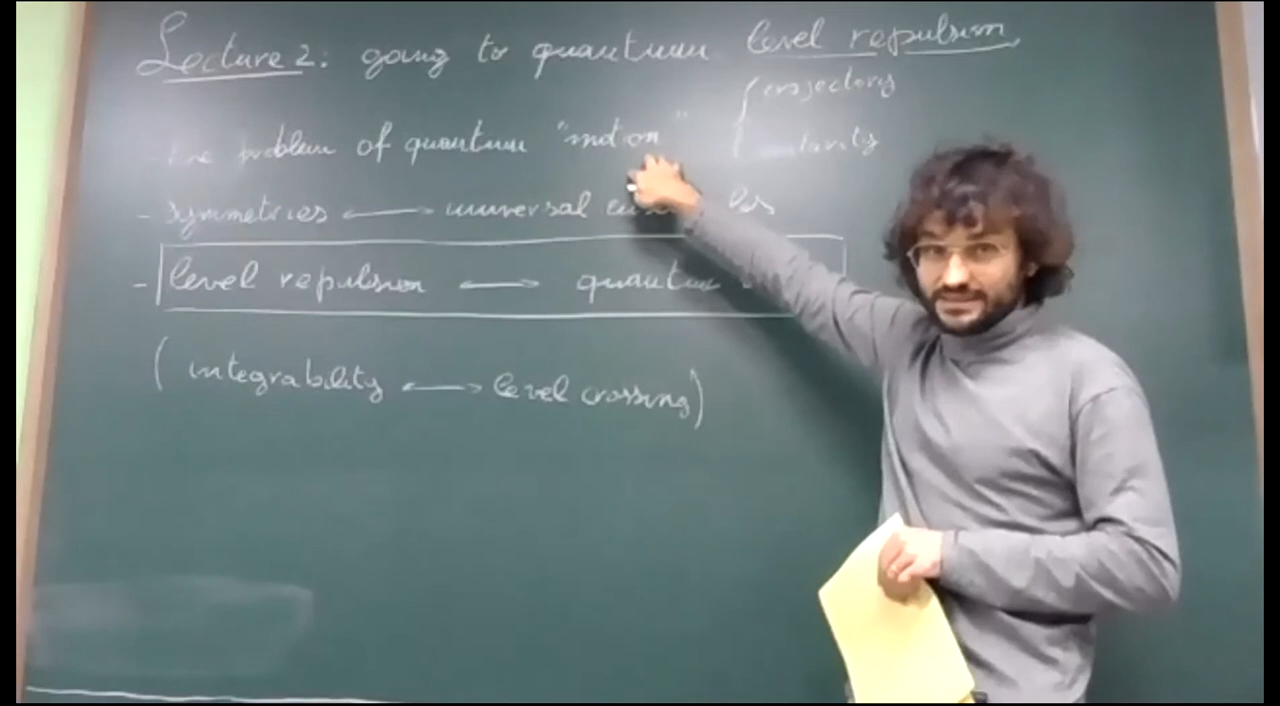 Lecture 2: going to quantum level repulsion
trajectory
- The problem of quantum "motion"
- symmetries ⟷ universal
- level repulsion ⟷ quantum
( integrability ⟷ level crossing )